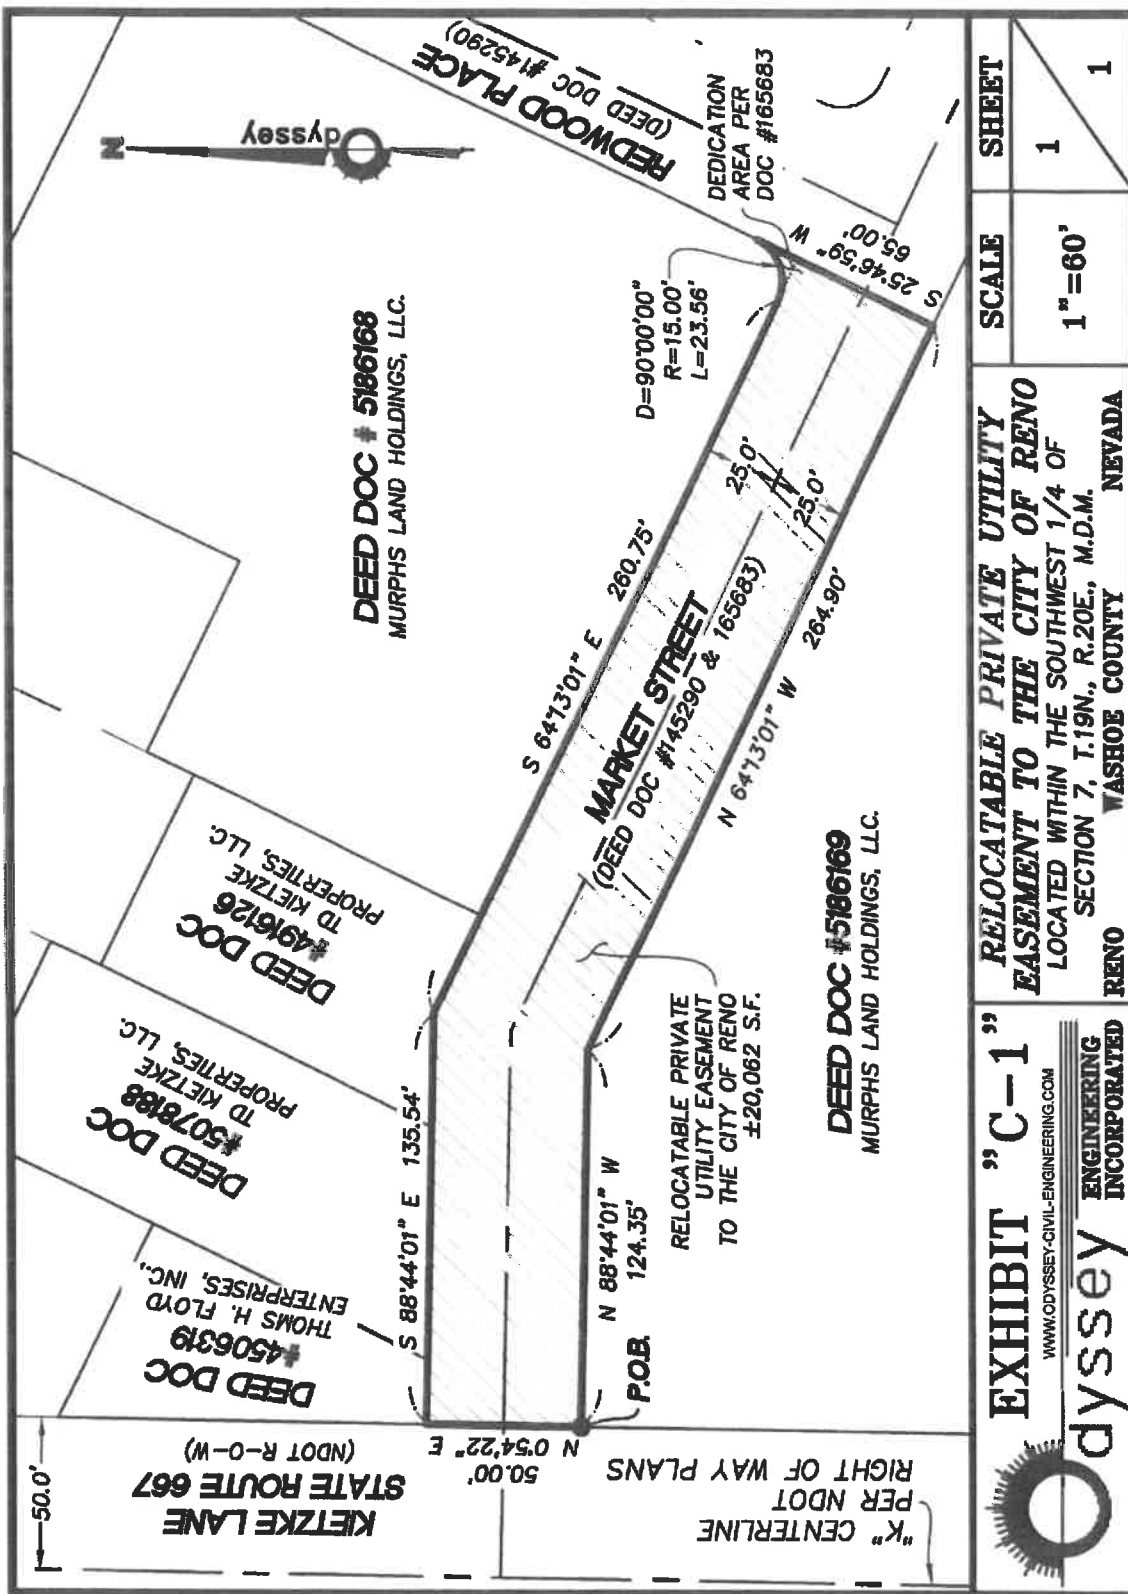 50.0'
KIETZKE LANE
STATE ROUTE 667
(NDOT R-O-W)
"K" CENTERLINE
PER NDOT
RIGHT OF WAY PLANS
N 0°54'22" E
50.00'
P.O.B.
DEED DOC
#4506319
THOMS H. FLOYD
ENTERPRISES, INC.,
DEED DOC
#5078188
TD KIETZKE
PROPERTIES, LLC.
DEED DOC
#4916126
TD KIETZKE
PROPERTIES, LLC.
S 88°44'01" E 135.54'
N 88°44'01" W
124.35'
RELOCATABLE PRIVATE
UTILITY EASEMENT
TO THE CITY OF RENO
±20,062 S.F.
DEED DOC #5186169
MURPHS LAND HOLDINGS, LLC.
S 64°13'01" E 260.75'
MARKET STREET
(DEED DOC #145290 & 165683)
N 64°13'01" W 264.90'
25.0'
25.0'
DEED DOC # 5186168
MURPHS LAND HOLDINGS, LLC.
D=90°00'00"
R=15.00'
L=23.56'
N
dyssey
REDWOOD PLACE
(DEED DOC #145290)
DEDICATION
AREA PER
DOC #165683
S 25°46'59" W
65.00'
EXHIBIT "C-1"
WWW.ODYSSEY-CIVIL-ENGINEERING.COM
dyssey
ENGINEERING
INCORPORATED
RELOCATABLE PRIVATE UTILITY
EASEMENT TO THE CITY OF RENO
LOCATED WITHIN THE SOUTHWEST 1/4 OF
SECTION 7, T.19N., R.20E., M.D.M.
RENO WASHOE COUNTY NEVADA
SCALE
1"=60'
SHEET
1
1